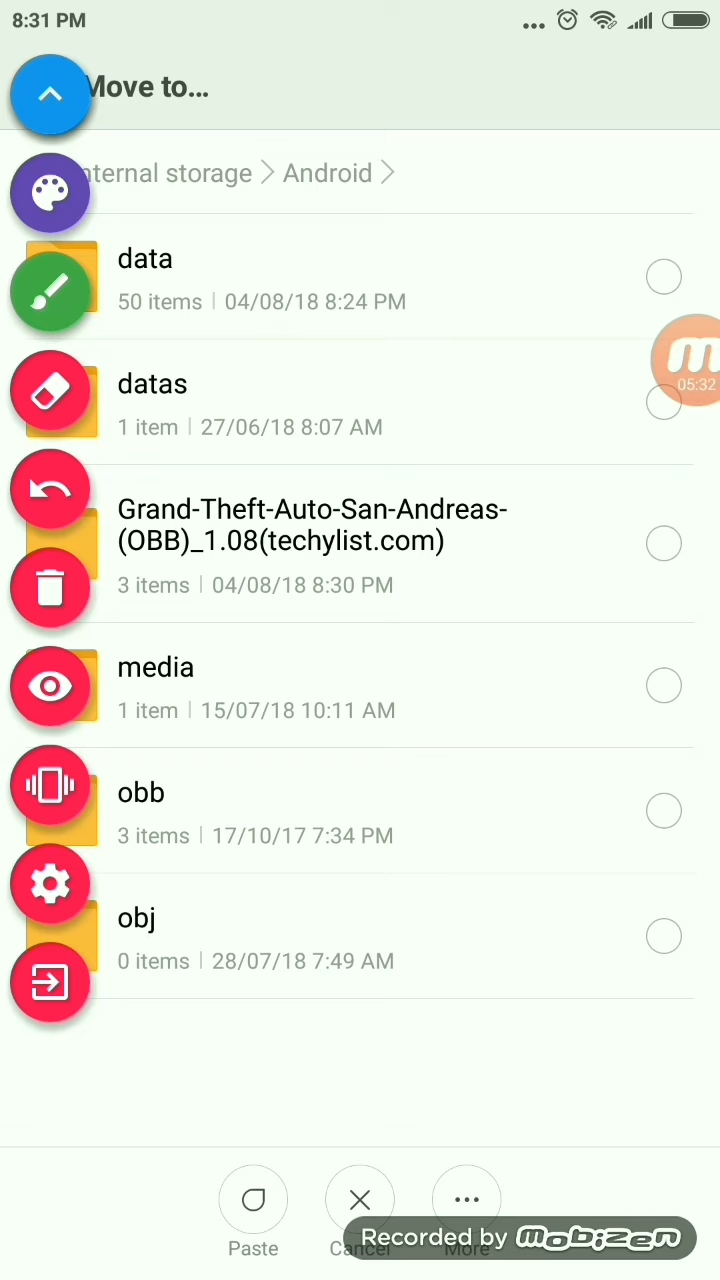 8:31 PM
Move to...
nternal storage > Android >
data
50 items | 04/08/18 8:24 PM
datas
1 item | 27/06/18 8:07 AM
05:32
Grand-Theft-Auto-San-Andreas-
(OBB)_1.08(techylist.com)
3 items | 04/08/18 8:30 PM
media
1 item | 15/07/18 10:11 AM
obb
3 items | 17/10/17 7:34 PM
obj
0 items | 28/07/18 7:49 AM
Recorded by mobizen
Paste Cancel More